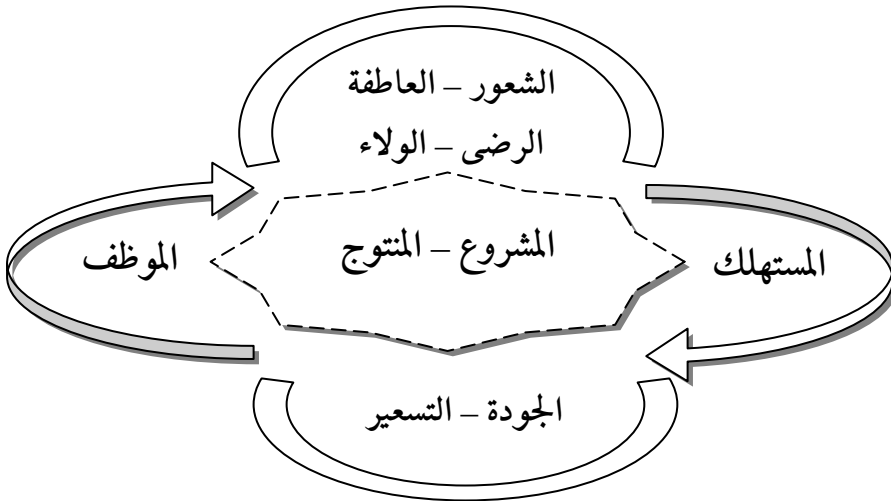 الشعور – العاطفة
الرضى – الولاء
المستهلك
المشروع – المنتوج
الموظف
الجودة – التسعير